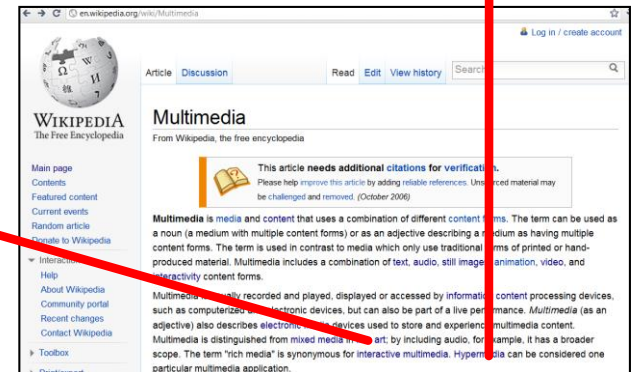 en.wikipedia.org/wiki/Multimedia
Log in / create account
Article Discussion Read Edit View history Search
WIKIPEDIA
The Free Encyclopedia
Multimedia
From Wikipedia, the free encyclopedia
This article needs additional citations for verification.
Please help improve this article by adding reliable references. Unsourced material may
be challenged and removed. (October 2006)
Main page
Contents
Featured content
Current events
Random article
Donate to Wikipedia
Interaction
Help
About Wikipedia
Community portal
Recent changes
Contact Wikipedia
Toolbox
Print/export
Multimedia is media and content that uses a combination of different content forms. The term can be used as
a noun (a medium with multiple content forms) or as an adjective describing a medium as having multiple
content forms. The term is used in contrast to media which only use traditional forms of printed or hand-
produced material. Multimedia includes a combination of text, audio, still images, animation, video, and
interactivity content forms.
Multimedia is usually recorded and played, displayed or accessed by information content processing devices,
such as computerized and electronic devices, but can also be part of a live performance. Multimedia (as an
adjective) also describes electronic media devices used to store and experience multimedia content.
Multimedia is distinguished from mixed media in art; by including audio, for example, it has a broader
scope. The term "rich media" is synonymous for interactive multimedia. Hypermedia can be considered one
particular multimedia application.